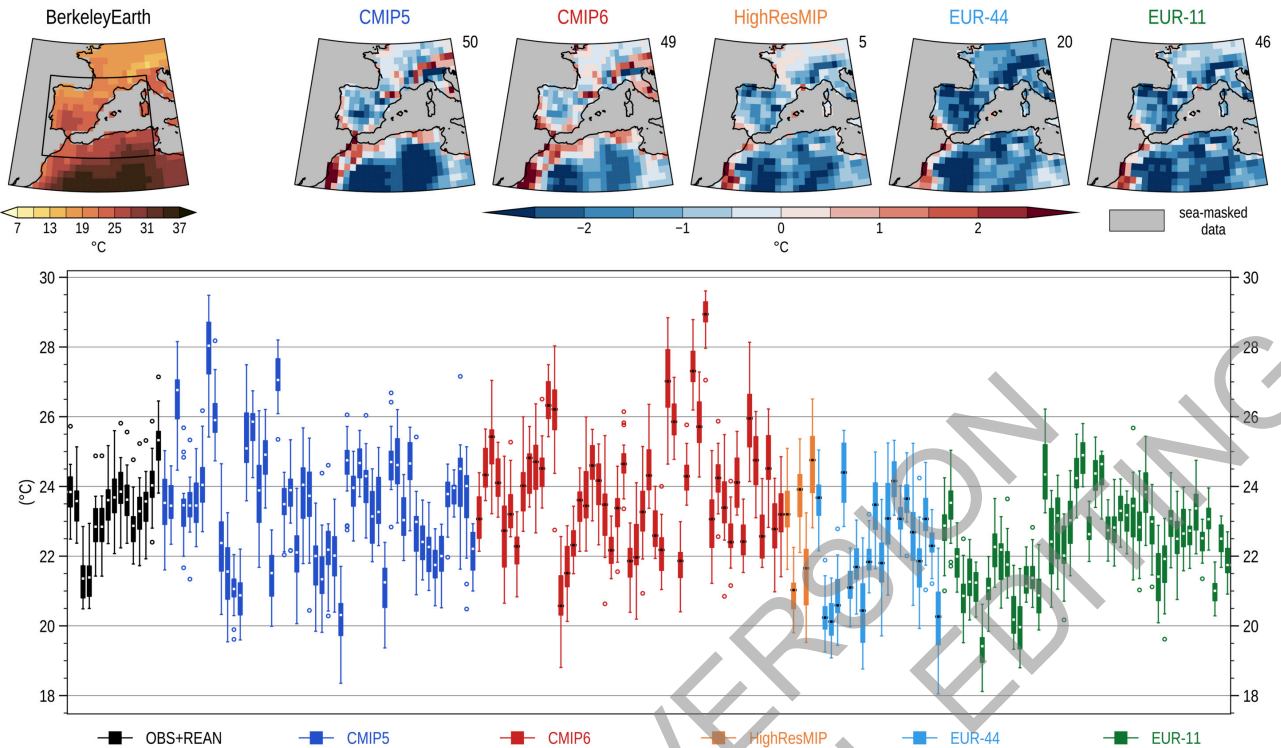 BerkeleyEarth
CMIP5
CMIP6
HighResMIP
EUR-44
EUR-11
50
49
5
20
46
7 13 19 25 31 37
°C
−2 −1 0 1 2
°C
sea-masked
data
30 30
28 28
26 26
24 24
22 22
20 20
18 18
(°C)
VERSION
EDITING
OBS+REAN CMIP5 CMIP6 HighResMIP EUR-44 EUR-11